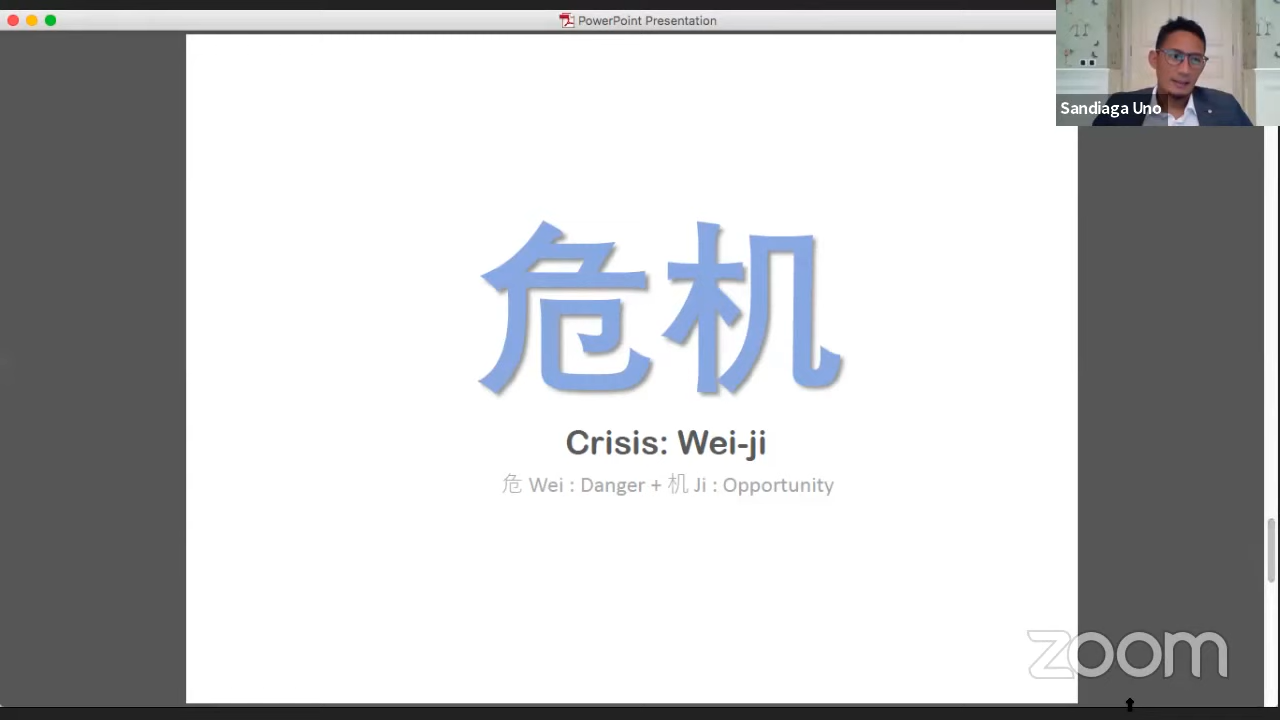 PowerPoint Presentation
Sandiaga Uno
危机
Crisis: Wei-ji
危 Wei : Danger + 机 Ji : Opportunity
zoom